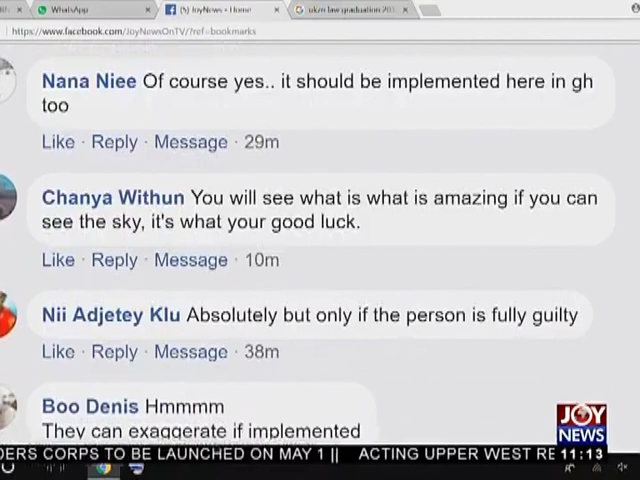 WhatsApp
(1) JoyNews - Home
https://www.facebook.com/JoyNewsOnTV/?ref=bookmarks
Nana Niee Of course yes.. it should be implemented here in gh
too
Like · Reply · Message · 29m
Chanya Withun You will see what is what is amazing if you can
see the sky, it's what your good luck.
Like · Reply · Message · 10m
Nii Adjetey Klu Absolutely but only if the person is fully guilty
Like · Reply · Message · 38m
Boo Denis Hmmmm
They can exaggerate if implemented
JOY
NEWS
DERS CORPS TO BE LAUNCHED ON MAY 1 || ACTING UPPER WEST RE 11:13